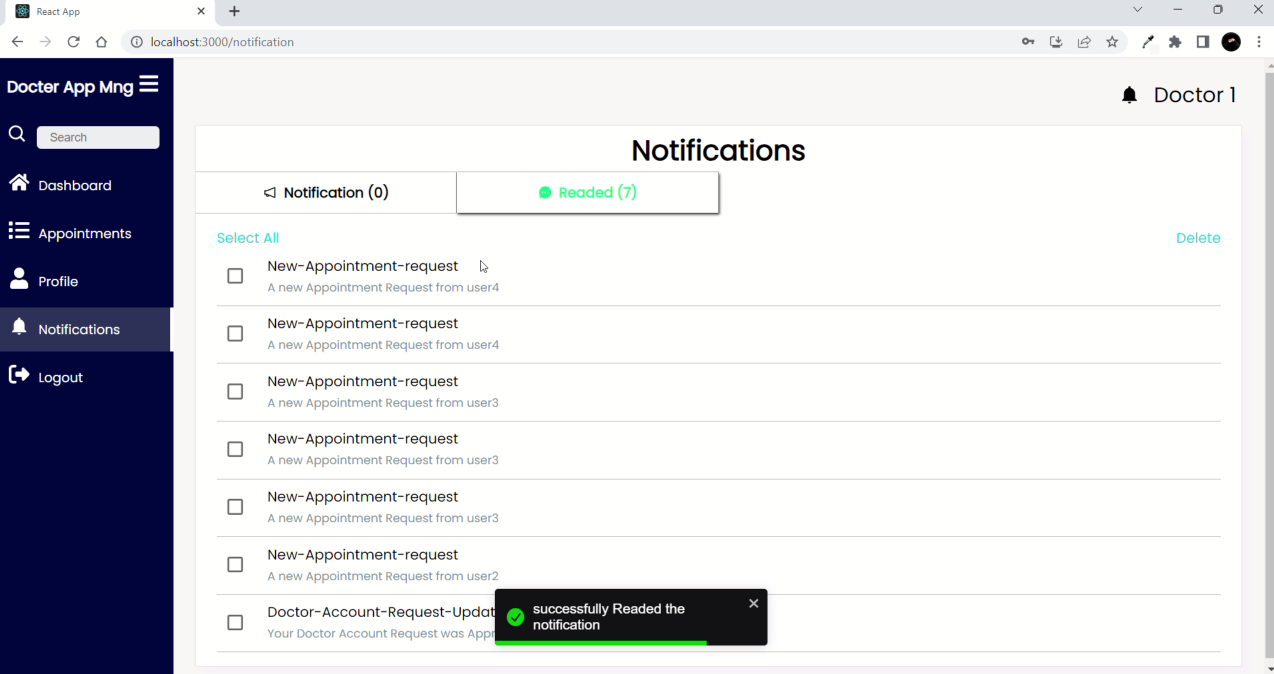 React App
localhost:3000/notification
Docter App Mng
Doctor 1
Search
Dashboard
Appointments
Profile
Notifications
Logout
Notifications
Notification (0)
Readed (7)
Select All
Delete
New-Appointment-request
A new Appointment Request from user4
New-Appointment-request
A new Appointment Request from user4
New-Appointment-request
A new Appointment Request from user3
New-Appointment-request
A new Appointment Request from user3
New-Appointment-request
A new Appointment Request from user3
New-Appointment-request
A new Appointment Request from user2
Doctor-Account-Request-Updat
Your Doctor Account Request was Appr
successfully Readed the
notification